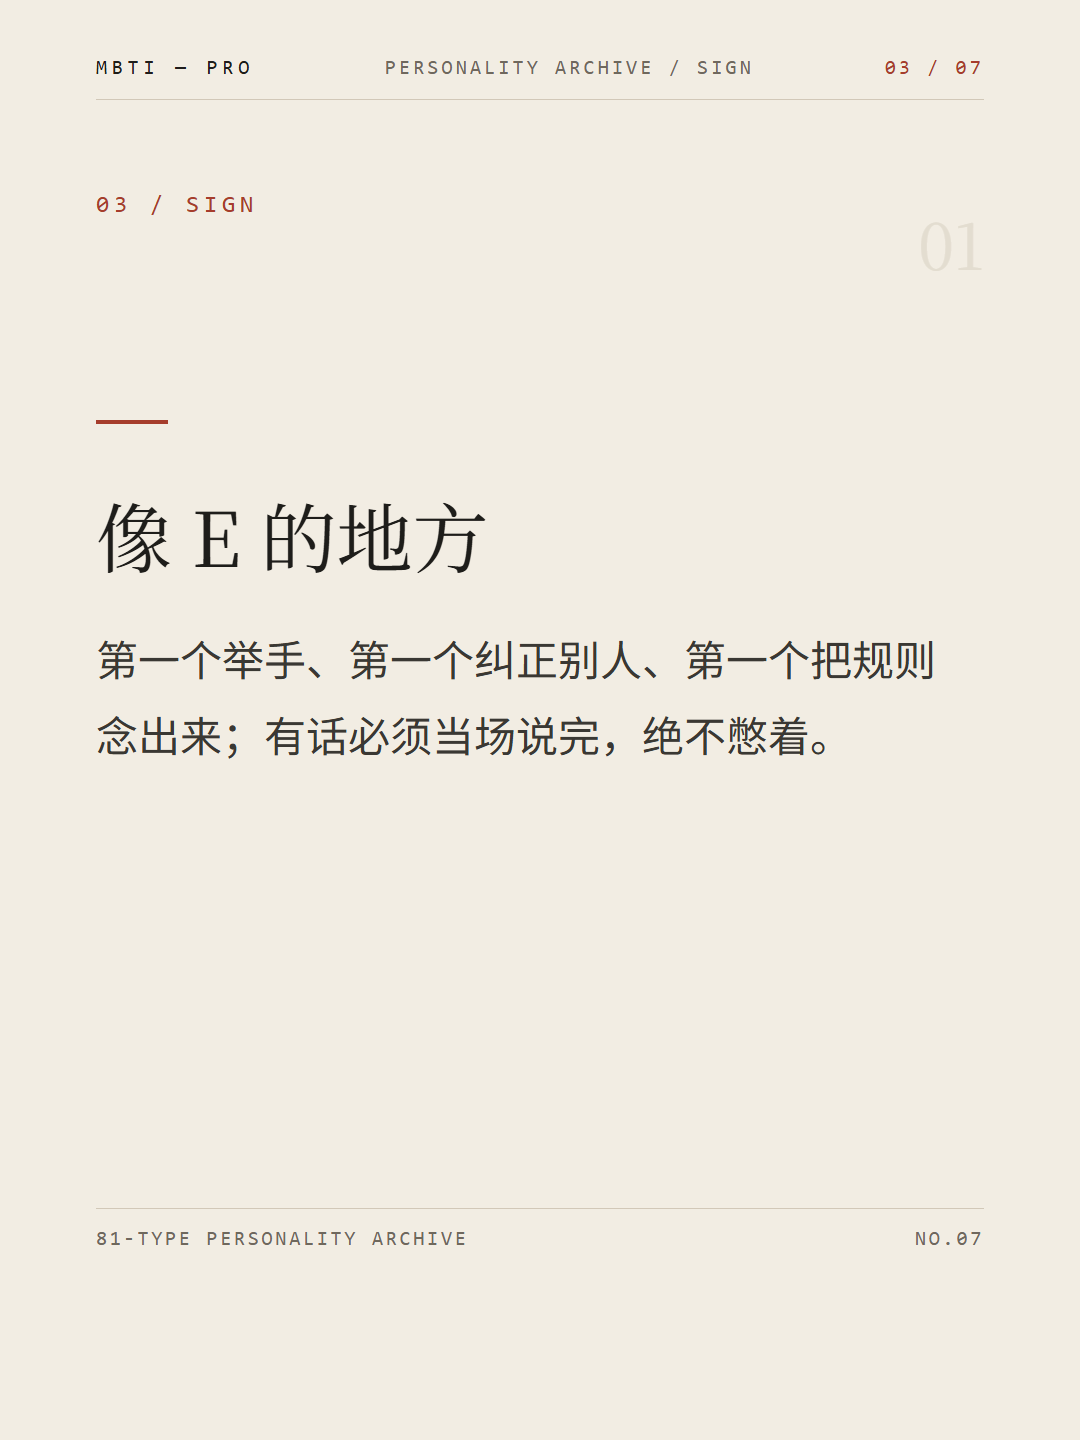 MBTI — PRO
PERSONALITY ARCHIVE / SIGN
03 / 07
03 / SIGN
01
像 E 的地方
第一个举手、第一个纠正别人、第一个把规则
念出来；有话必须当场说完，绝不憋着。
81-TYPE PERSONALITY ARCHIVE
NO.07